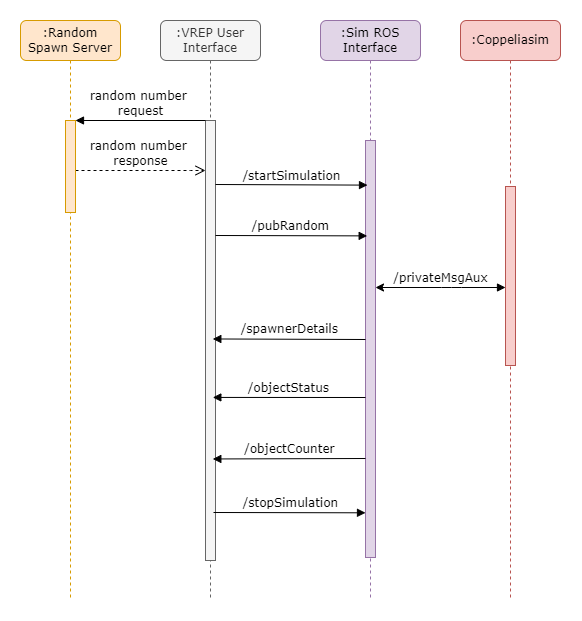 :Random
Spawn Server
:VREP User
Interface
:Sim ROS
Interface
:Coppeliasim
random number
request
random number
response
/startSimulation
/pubRandom
/privateMsgAux
/spawnerDetails
/objectStatus
/objectCounter
/stopSimulation